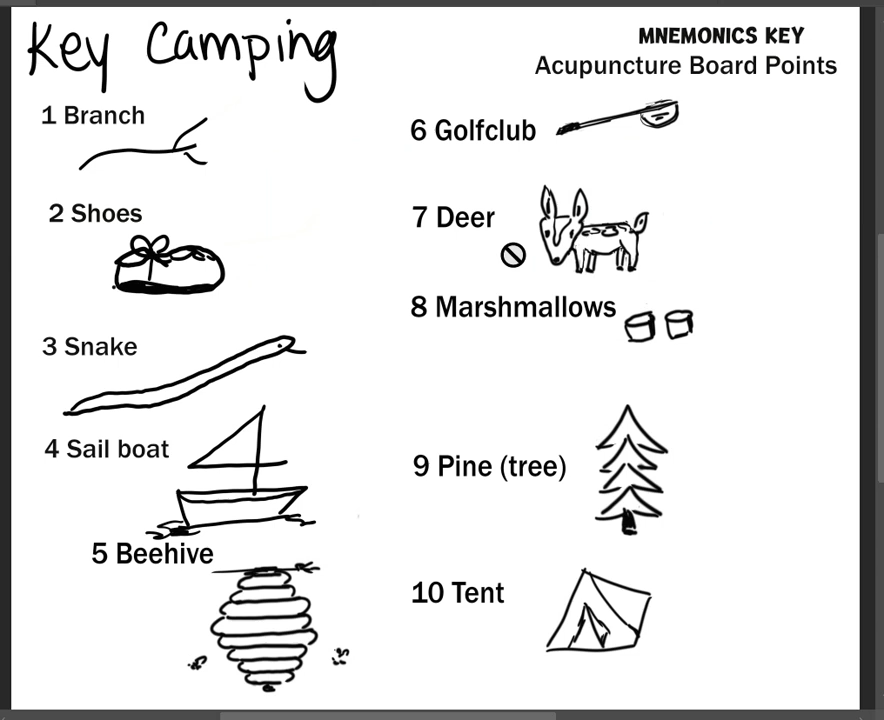 Key Camping
MNEMONICS KEY
Acupuncture Board Points
1 Branch
2 Shoes
3 Snake
4 Sail boat
5 Beehive
6 Golfclub
7 Deer
8 Marshmallows
9 Pine (tree)
10 Tent